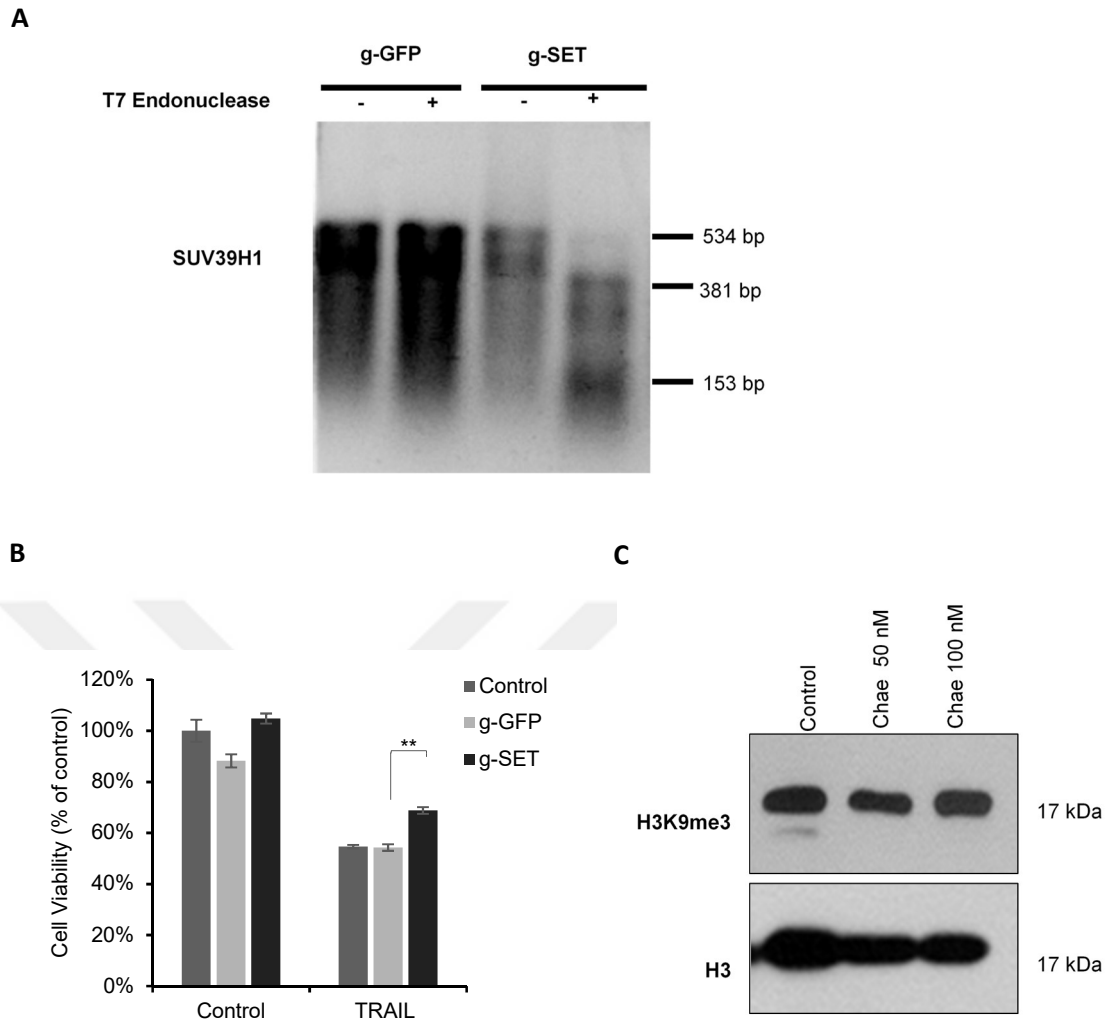 A
g-GFP g-SET
T7 Endonuclease - + - +
534 bp
SUV39H1
381 bp
153 bp
B
C
Control
Chae 50 nM
Chae 100 nM
120%
100%
80%
60%
40%
20%
0%
Cell Viability (% of control)
Control
g-GFP
g-SET
**
Control TRAIL
H3K9me3 17 kDa
H3 17 kDa